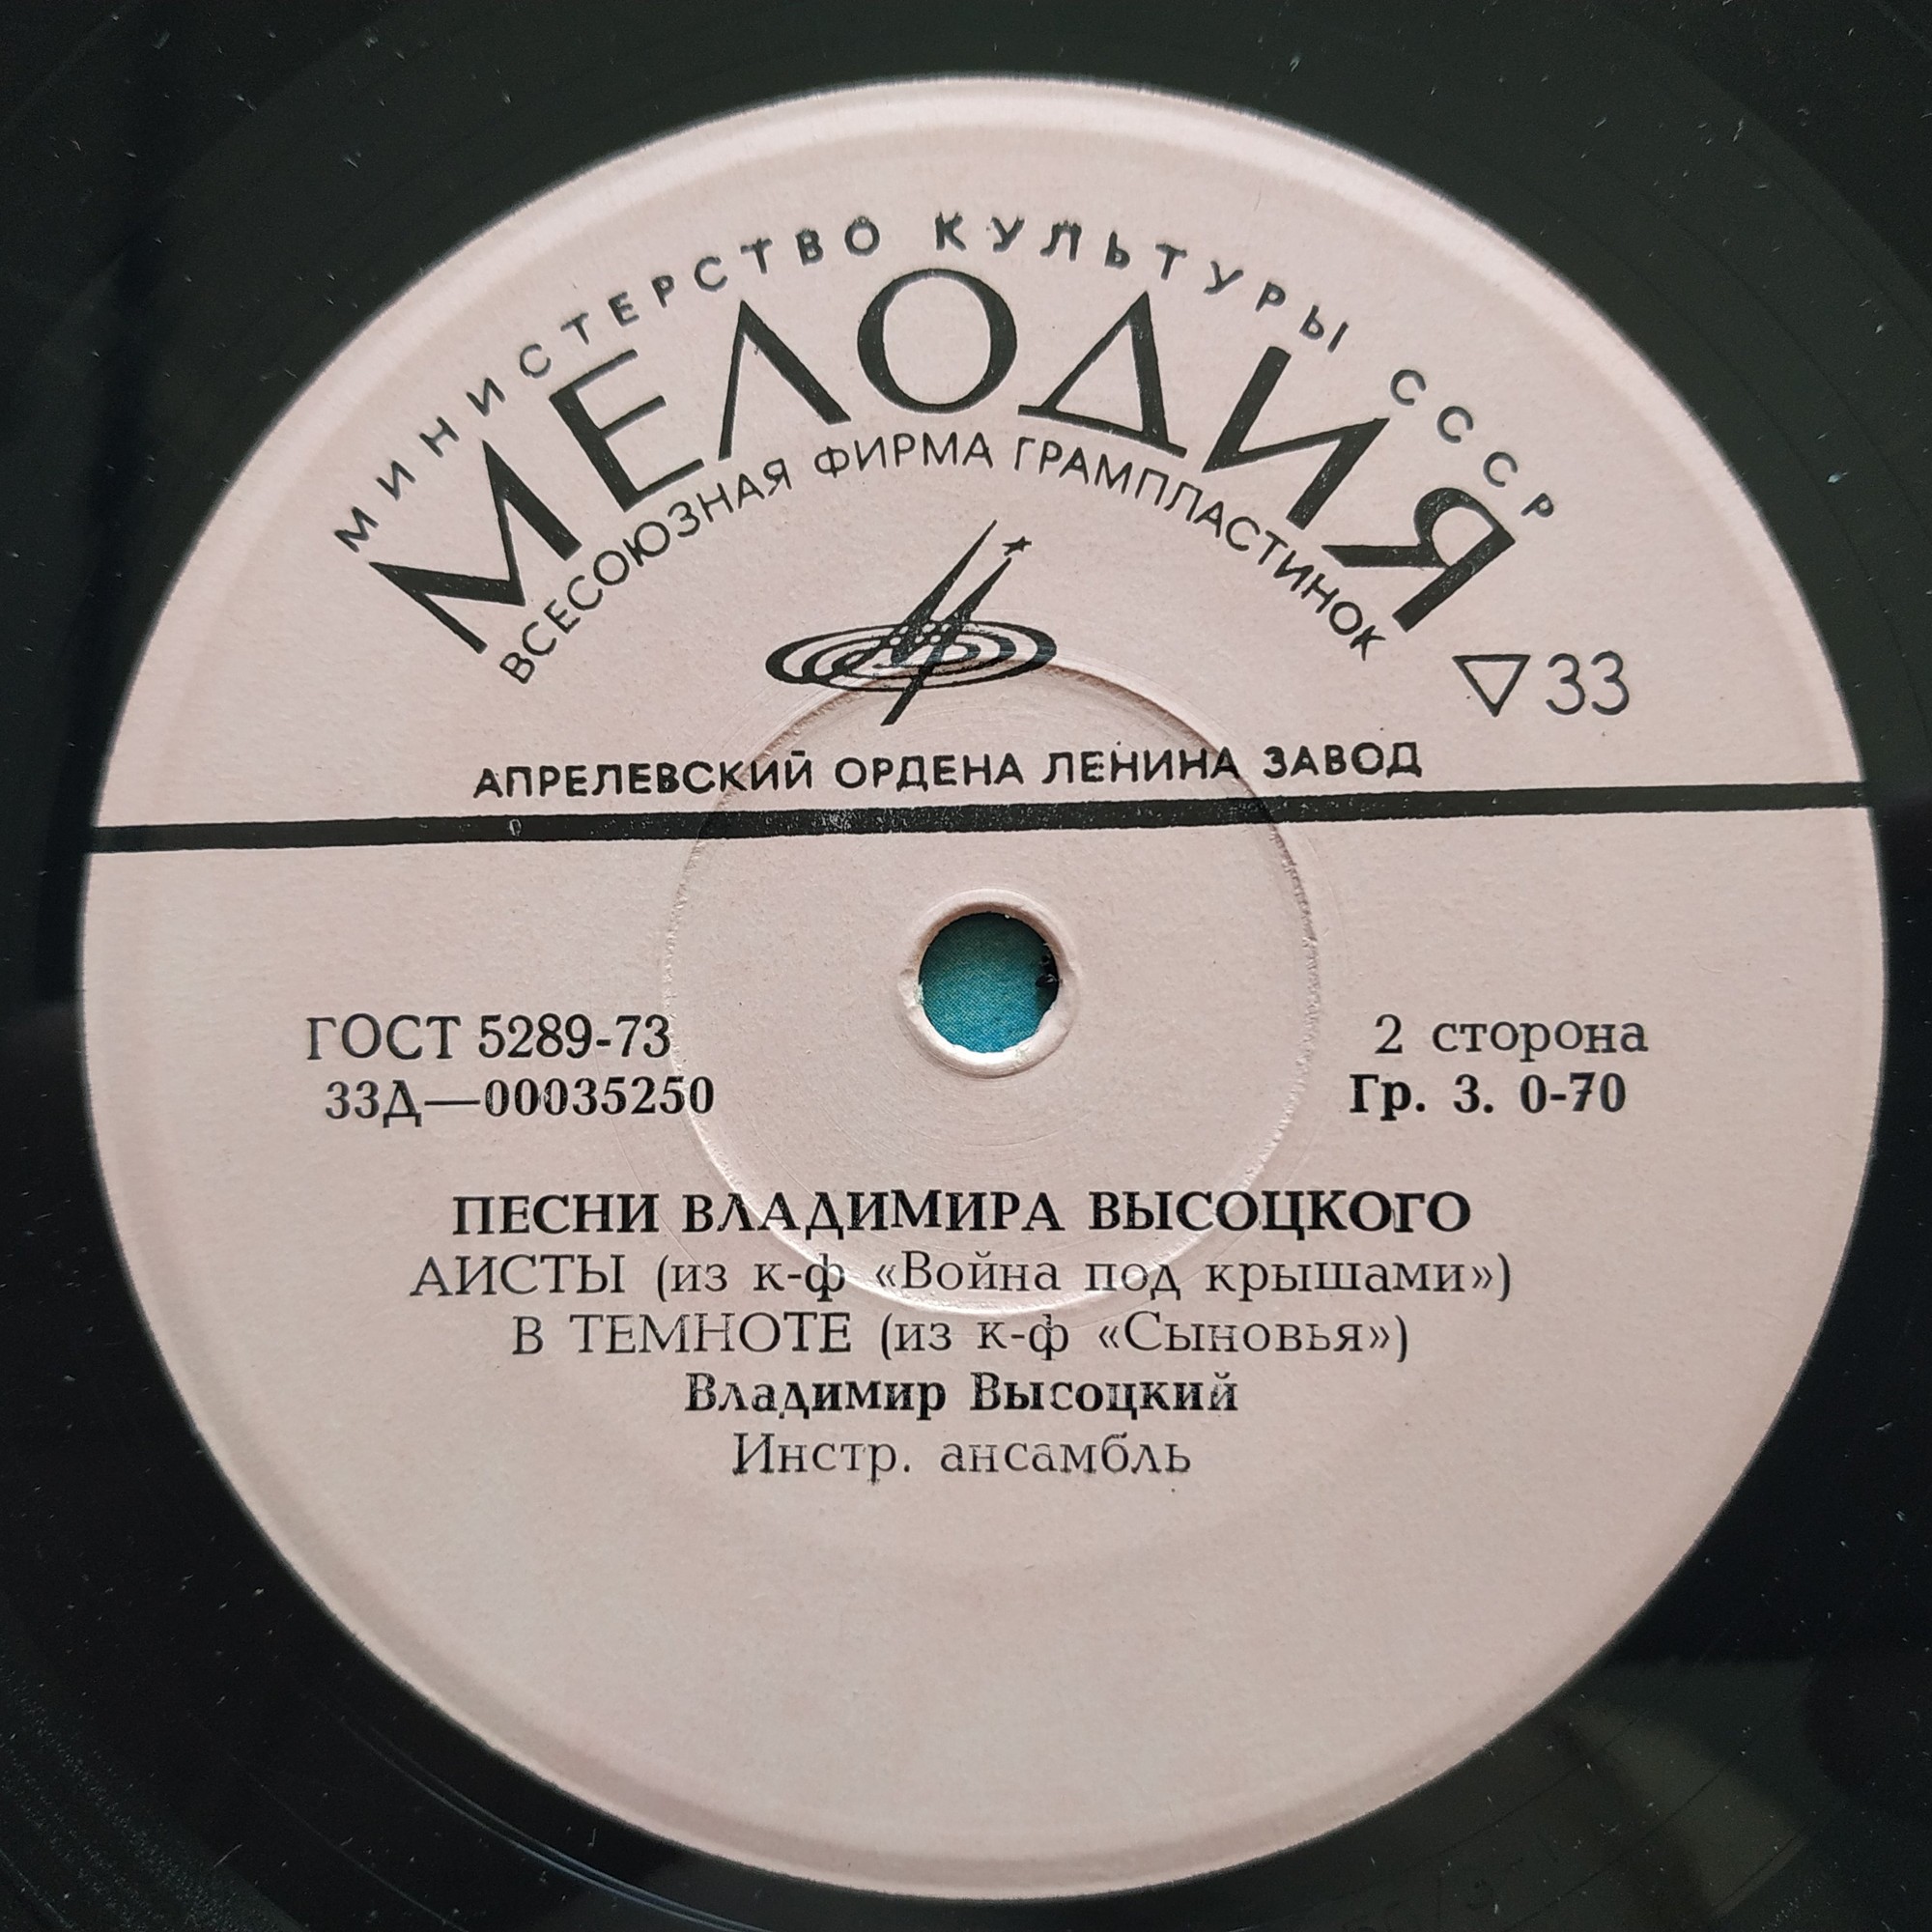 МИНИСТЕРСТВО КУЛЬТУРЫ СССР
МЕЛОДИЯ
ВСЕСОЮЗНАЯ ФИРМА ГРАМПЛАСТИНОК
▽33
АПРЕЛЕВСКИЙ ОРДЕНА ЛЕНИНА ЗАВОД
ГОСТ 5289-73
33Д—00035250
2 сторона
Гр. 3. 0-70
ПЕСНИ ВЛАДИМИРА ВЫСОЦКОГО
АИСТЫ (из к-ф «Война под крышами»)
В ТЕМНОТЕ (из к-ф «Сыновья»)
Владимир Высоцкий
Инстр. ансамбль